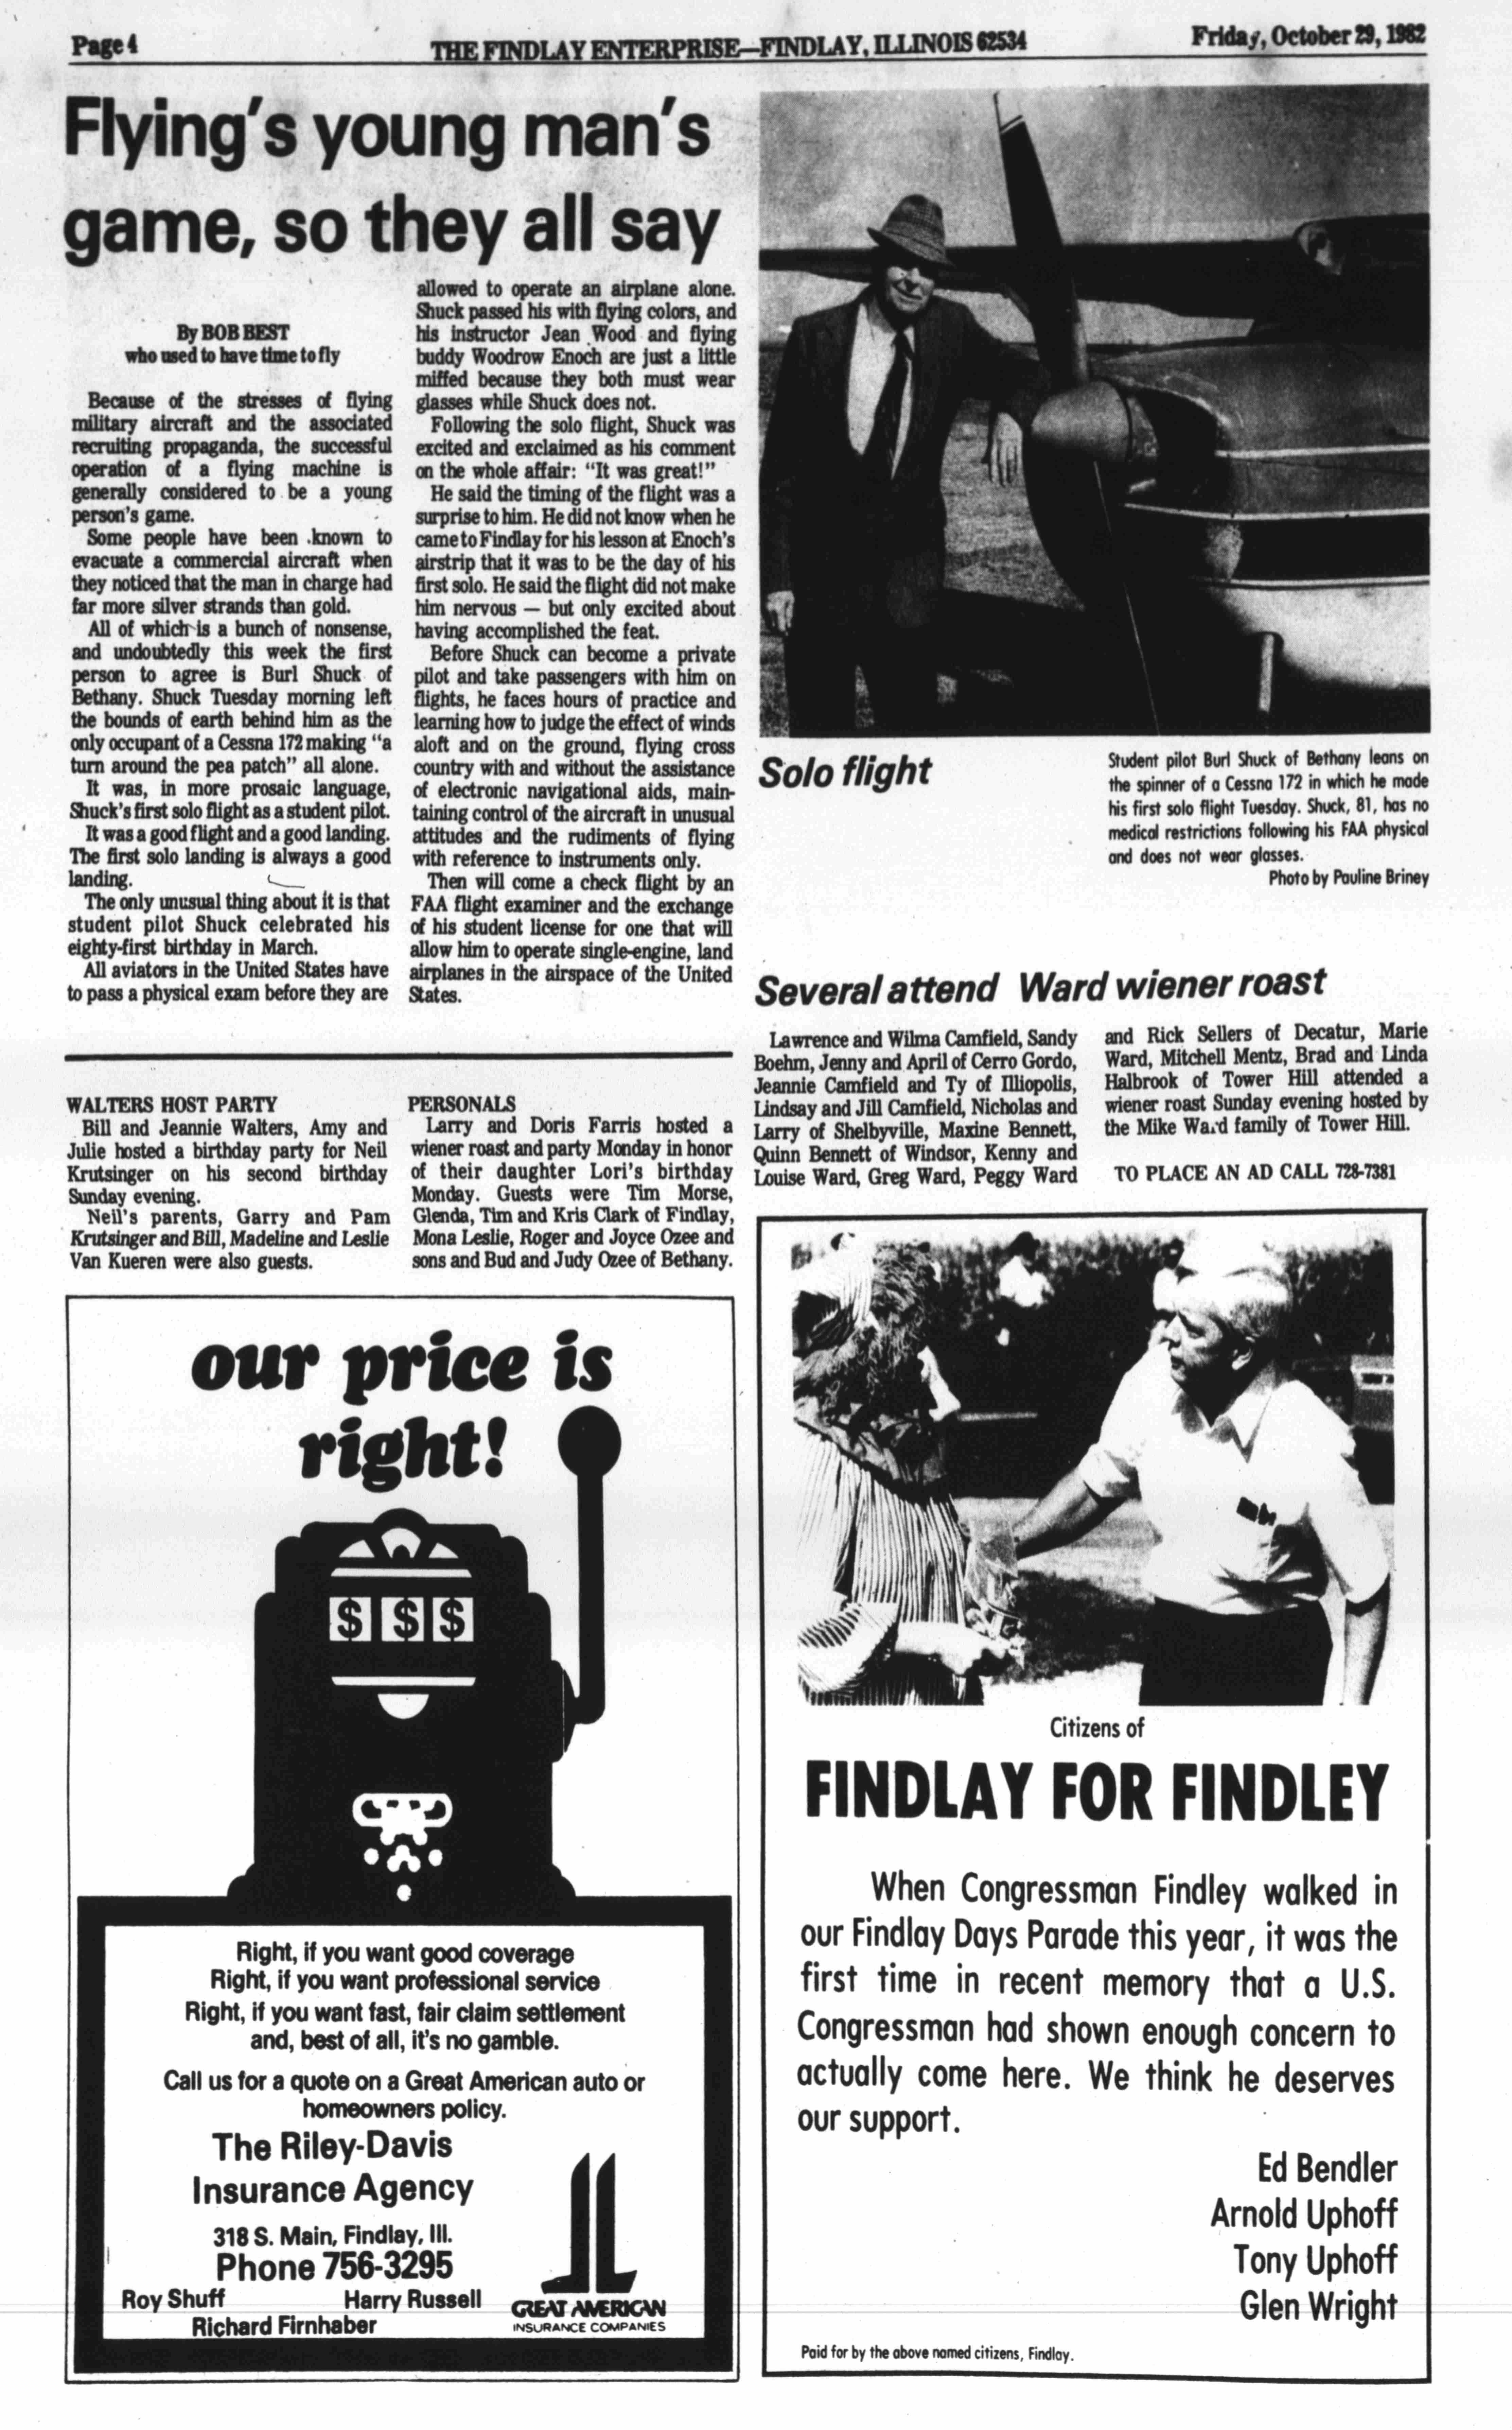 Page 4
THE FINDLAY ENTERPRISE—FINDLAY, ILLINOIS 62534
Friday, October 29, 1982
Flying's young man's
game, so they all say
By BOB BEST
who used to have time to fly
Because of the stresses of flying
military aircraft and the associated
recruiting propaganda, the successful
operation of a flying machine is
generally considered to be a young
person's game.
Some people have been known to
evacuate a commercial aircraft when
they noticed that the man in charge had
far more silver strands than gold.
All of which is a bunch of nonsense,
and undoubtedly this week the first
person to agree is Burl Shuck of
Bethany. Shuck Tuesday morning left
the bounds of earth behind him as the
only occupant of a Cessna 172 making "a
turn around the pea patch" all alone.
It was, in more prosaic language,
Shuck's first solo flight as a student pilot.
It was a good flight and a good landing.
The first solo landing is always a good
landing.
The only unusual thing about it is that
student pilot Shuck celebrated his
eighty-first birthday in March.
All aviators in the United States have
to pass a physical exam before they are
allowed to operate an airplane alone.
Shuck passed his with flying colors, and
his instructor Jean Wood and flying
buddy Woodrow Enoch are just a little
miffed because they both must wear
glasses while Shuck does not.
Following the solo flight, Shuck was
excited and exclaimed as his comment
on the whole affair: "It was great!"
He said the timing of the flight was a
surprise to him. He did not know when he
came to Findlay for his lesson at Enoch's
airstrip that it was to be the day of his
first solo. He said the flight did not make
him nervous — but only excited about
having accomplished the feat.
Before Shuck can become a private
pilot and take passengers with him on
flights, he faces hours of practice and
learning how to judge the effect of winds
aloft and on the ground, flying cross
country with and without the assistance
of electronic navigational aids, main-
taining control of the aircraft in unusual
attitudes and the rudiments of flying
with reference to instruments only.
Then will come a check flight by an
FAA flight examiner and the exchange
of his student license for one that will
allow him to operate single-engine, land
airplanes in the airspace of the United
States.
Solo flight
Student pilot Burl Shuck of Bethany leans on
the spinner of a Cessna 172 in which he made
his first solo flight Tuesday. Shuck, 81, has no
medical restrictions following his FAA physical
and does not wear glasses.
Photo by Pauline Briney
Several attend Ward wiener roast
Lawrence and Wilma Camfield, Sandy
Boehm, Jenny and April of Cerro Gordo,
Jeannie Camfield and Ty of Illiopolis,
Lindsay and Jill Camfield, Nicholas and
Larry of Shelbyville, Maxine Bennett,
Quinn Bennett of Windsor, Kenny and
Louise Ward, Greg Ward, Peggy Ward
and Rick Sellers of Decatur, Marie
Ward, Mitchell Mentz, Brad and Linda
Halbrook of Tower Hill attended a
wiener roast Sunday evening hosted by
the Mike Ward family of Tower Hill.
TO PLACE AN AD CALL 728-7381
WALTERS HOST PARTY
Bill and Jeannie Walters, Amy and
Julie hosted a birthday party for Neil
Krutsinger on his second birthday
Sunday evening.
Neil's parents, Garry and Pam
Krutsinger and Bill, Madeline and Leslie
Van Kueren were also guests.
PERSONALS
Larry and Doris Farris hosted a
wiener roast and party Monday in honor
of their daughter Lori's birthday
Monday. Guests were Tim Morse,
Glenda, Tim and Kris Clark of Findlay,
Mona Leslie, Roger and Joyce Ozee and
sons and Bud and Judy Ozee of Bethany.
our price is
right!
$ $ $
Right, if you want good coverage
Right, if you want professional service
Right, if you want fast, fair claim settlement
and, best of all, it's no gamble.
Call us for a quote on a Great American auto or
homeowners policy.
The Riley-Davis
Insurance Agency
318 S. Main, Findlay, Ill.
Phone 756-3295
Roy Shuff Harry Russell
Richard Firnhaber
GREAT AMERICAN
INSURANCE COMPANIES
Citizens of
FINDLAY FOR FINDLEY
When Congressman Findley walked in
our Findlay Days Parade this year, it was the
first time in recent memory that a U.S.
Congressman had shown enough concern to
actually come here. We think he deserves
our support.
Ed Bendler
Arnold Uphoff
Tony Uphoff
Glen Wright
Paid for by the above named citizens, Findlay.